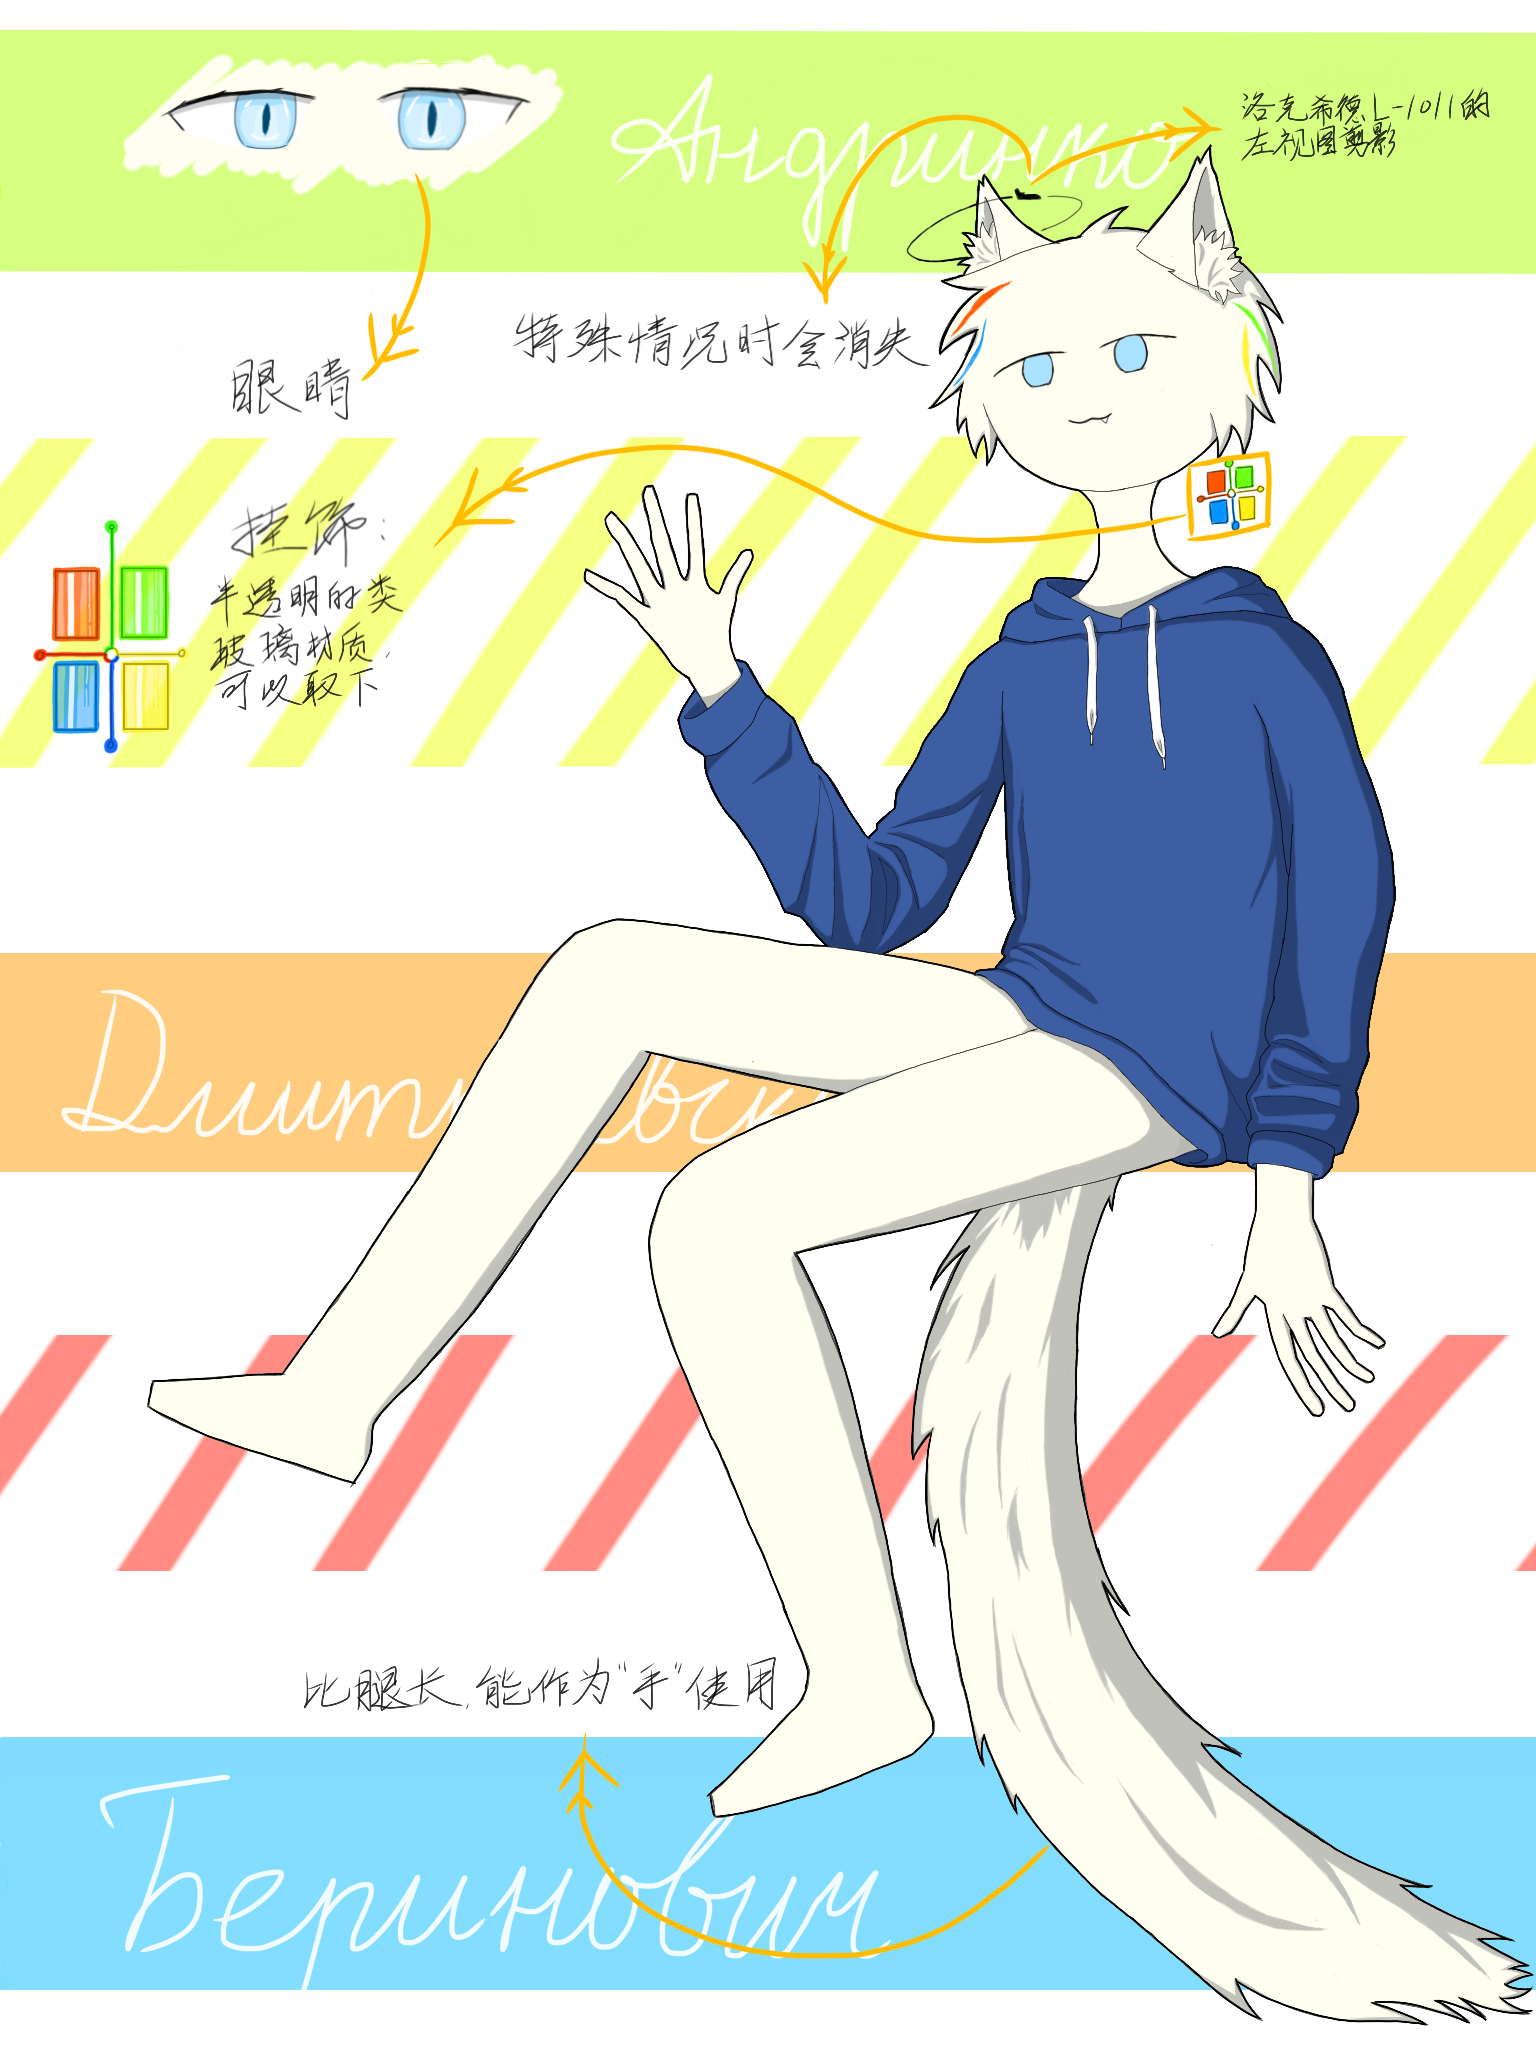 Андринко
洛克希德L-1011的
左视图剪影
特殊情况时会消失
眼睛
挂饰：
半透明的类
玻璃材质，
可以取下
比腿长，能作为“手”使用
Беринович